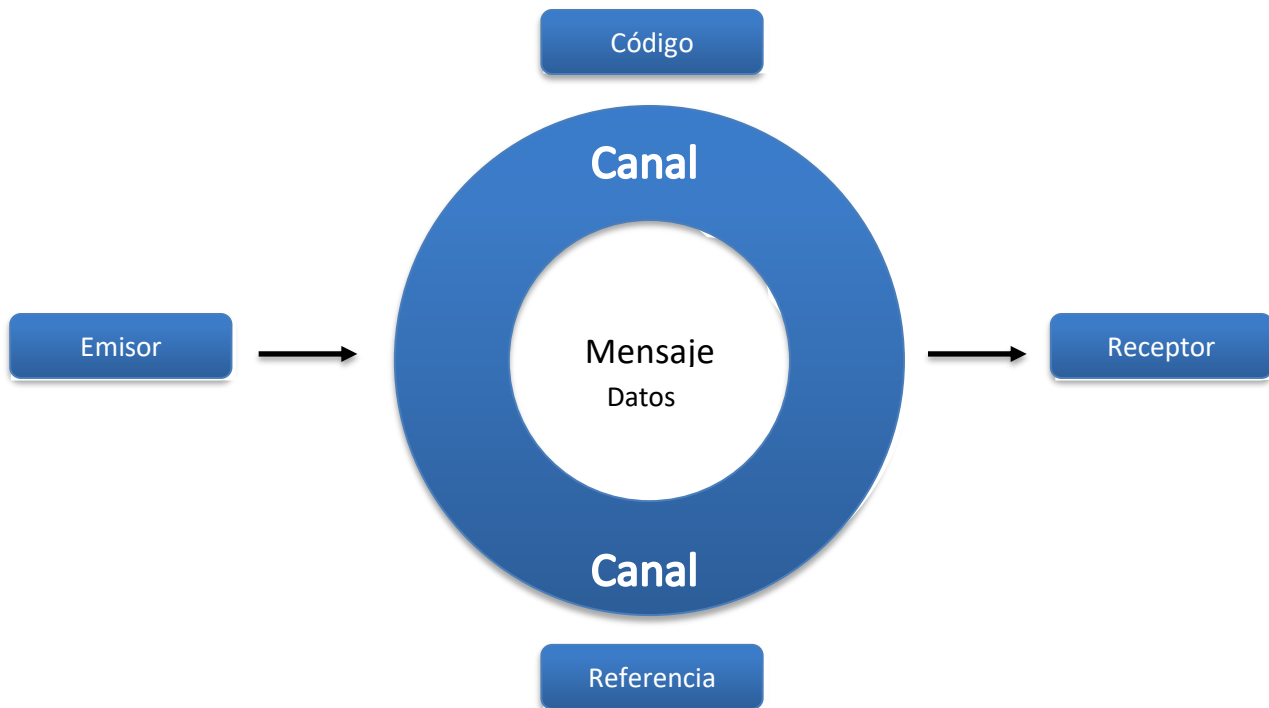 Código
Canal
Emisor
Mensaje
Datos
Receptor
Canal
Referencia